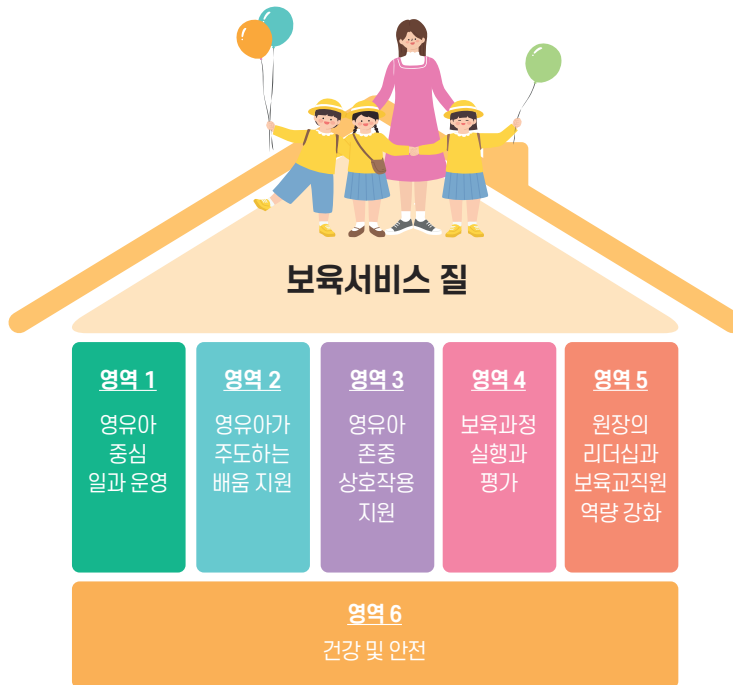 보육서비스 질
영역 1
영유아
중심
일과 운영
영역 2
영유아가
주도하는
배움 지원
영역 3
영유아
존중
상호작용
지원
영역 4
보육과정
실행과
평가
영역 5
원장의
리더십과
보육교직원
역량 강화
영역 6
건강 및 안전